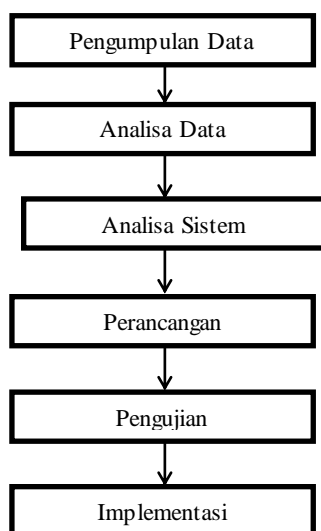 Pengumpulan Data
Analisa Data
Analisa Sistem
Perancangan
Pengujian
Implementasi